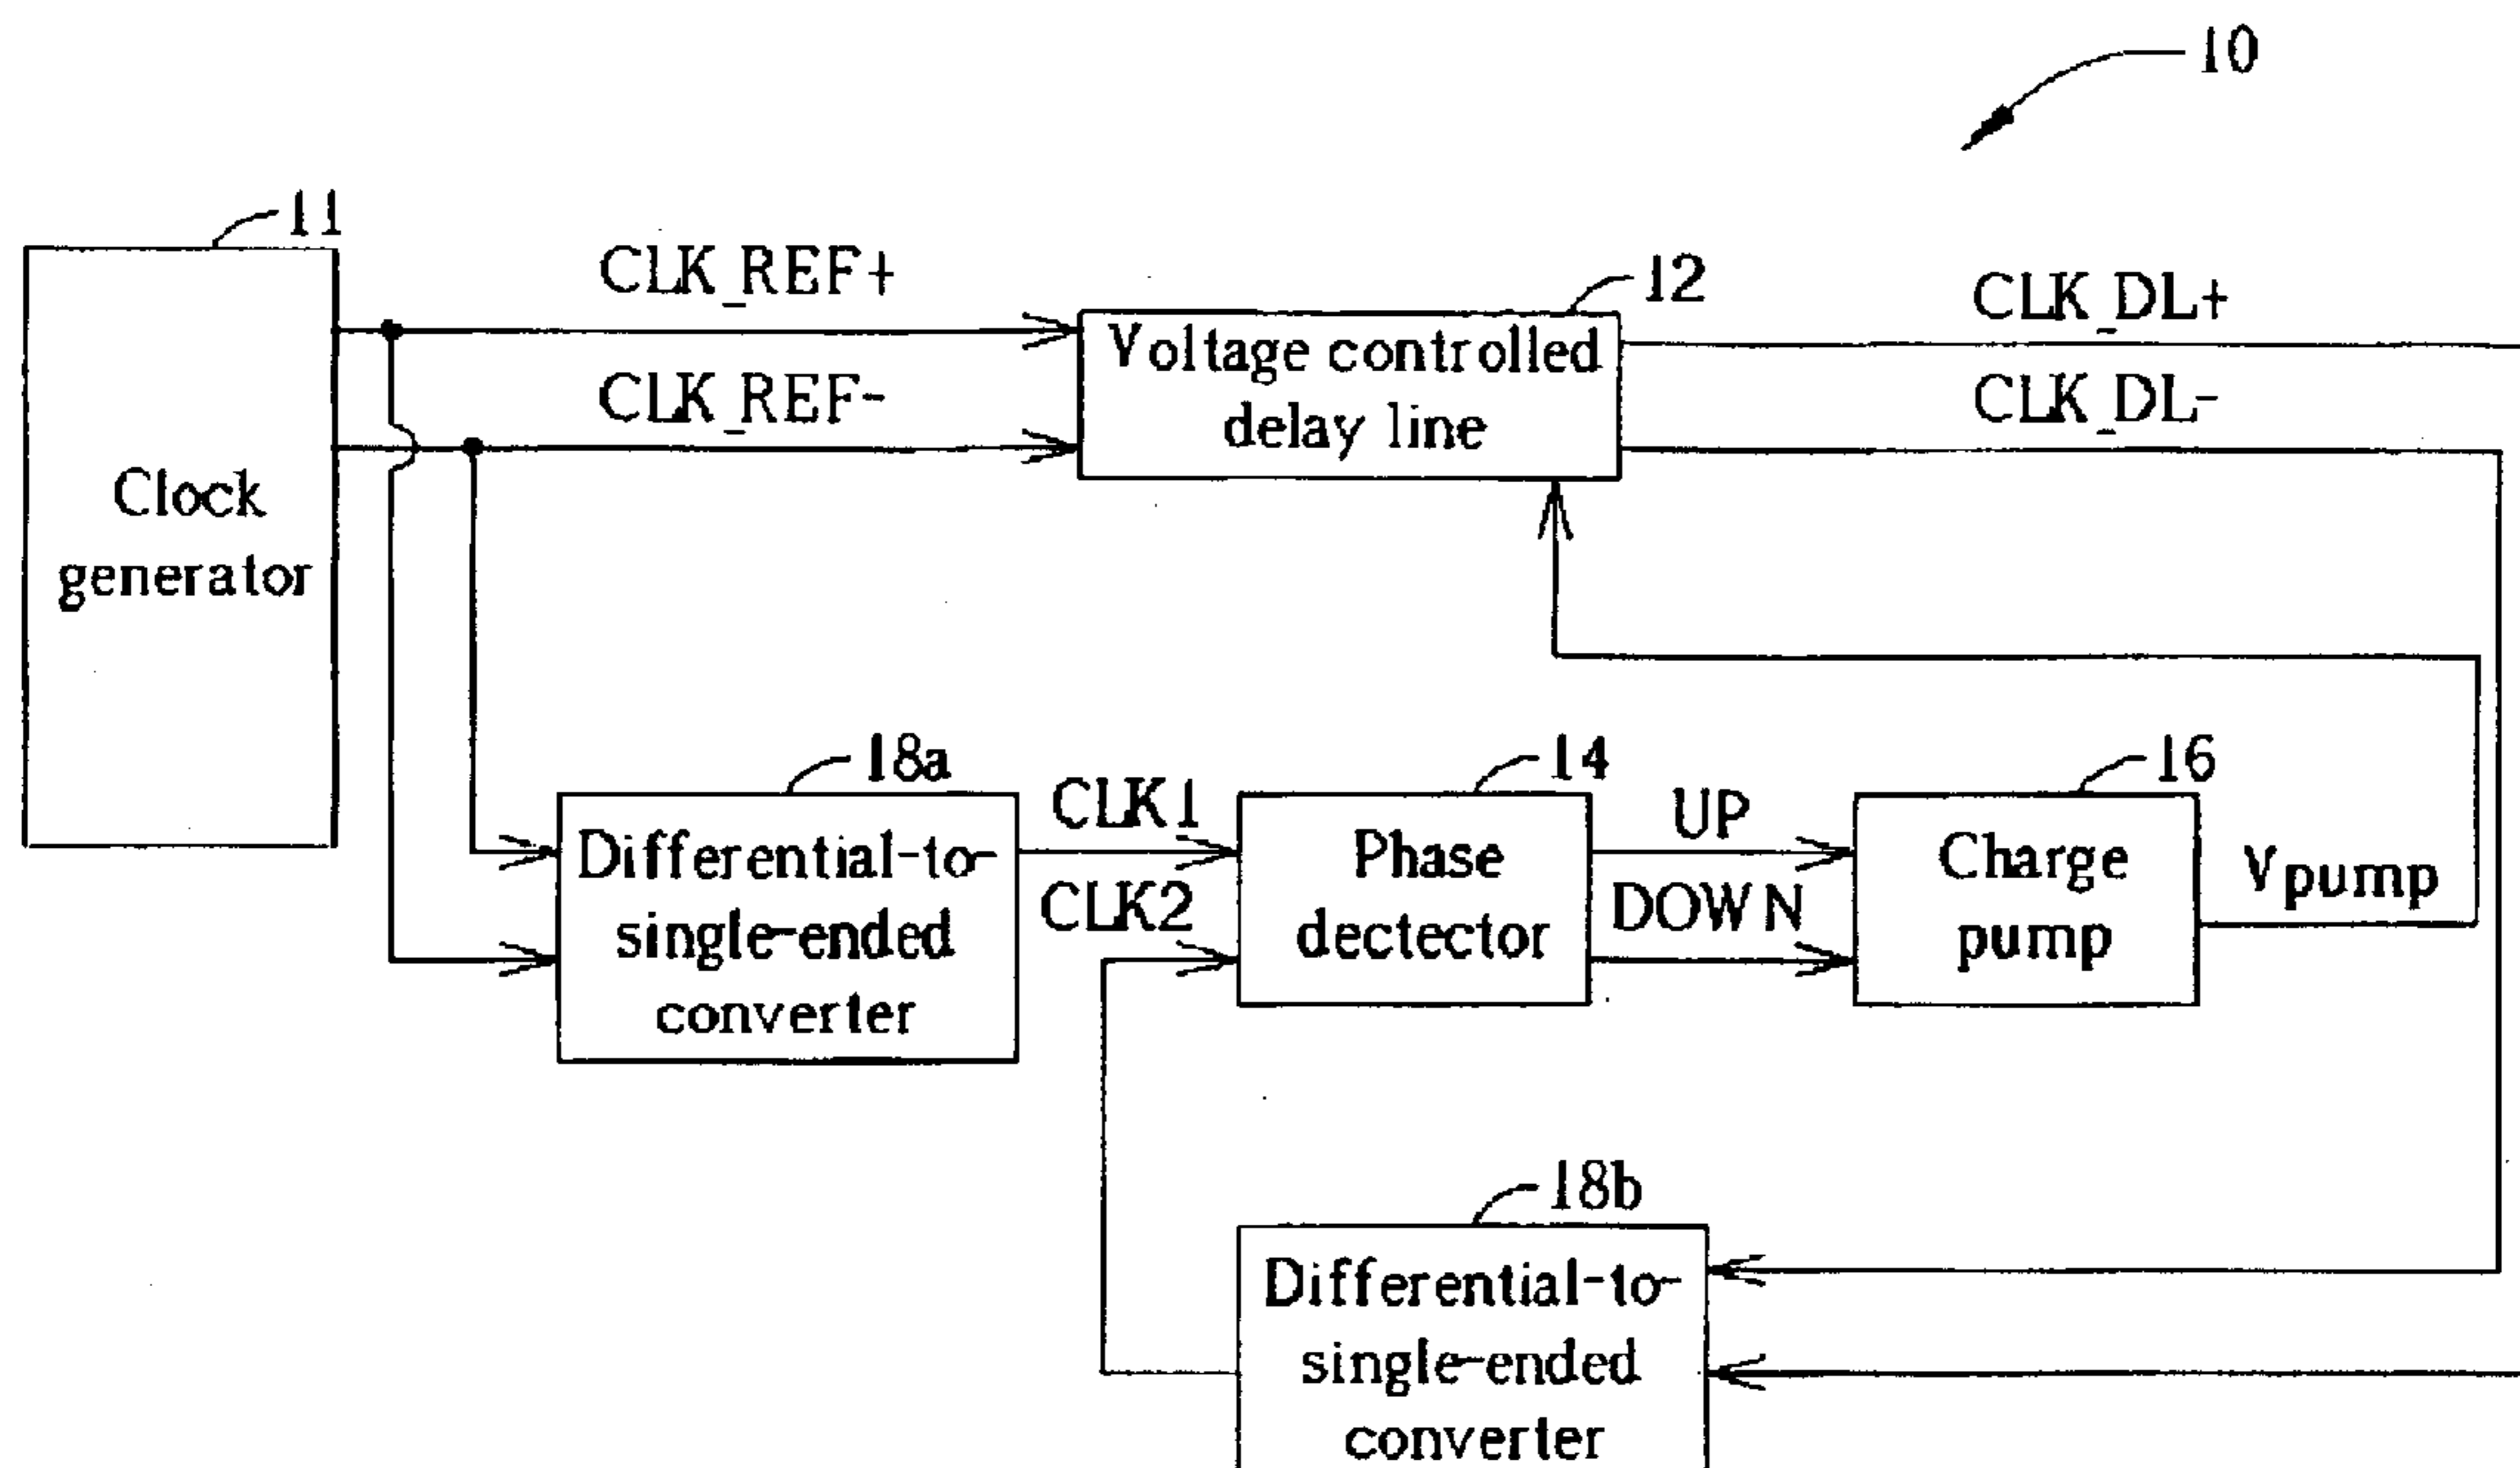 10
11
CLK_REF+
12
CLK_DL+
Voltage controlled
delay line
CLK_REF-
CLK_DL-
Clock
generator
18a
CLK1
14
UP
16
Differential-to-
single-ended
converter
CLK2
Phase
dectector
DOWN
Charge
pump
Vpump
18b
Differential-to-
single-ended
converter